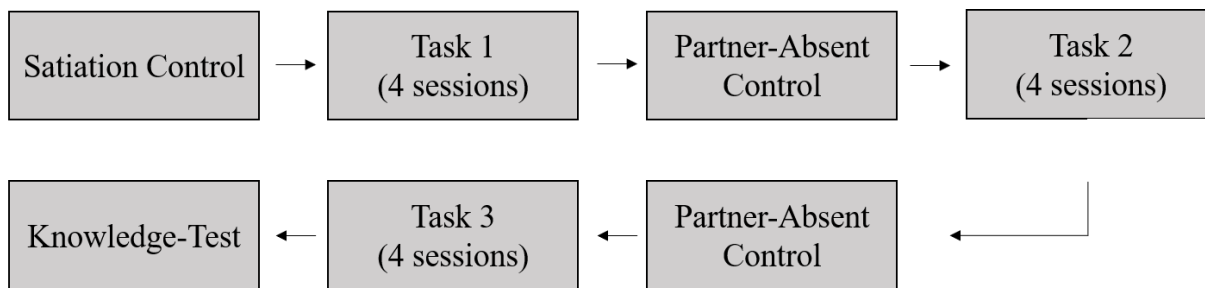 Satiation Control
Task 1
(4 sessions)
Partner-Absent
Control
Task 2
(4 sessions)
Partner-Absent
Control
Task 3
(4 sessions)
Knowledge-Test